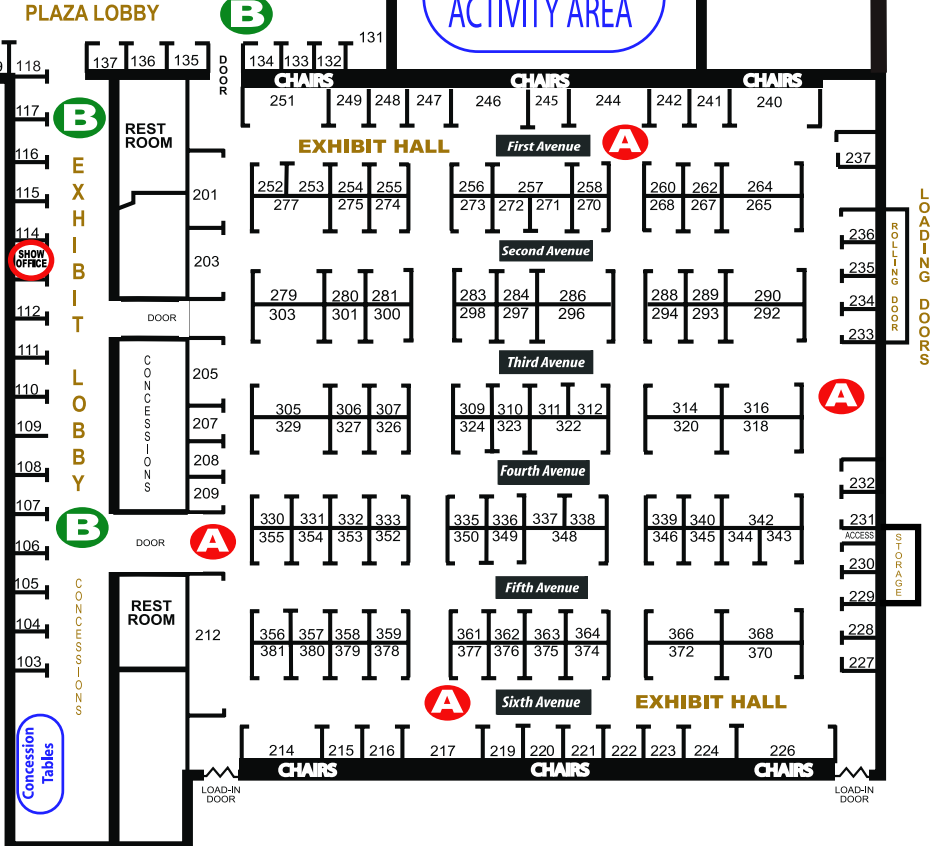 PLAZA LOBBY
B
ACTIVITY AREA
131
118
137 136 135
DOOR
134 133 132
CHAIRS CHAIRS CHAIRS
251 249 248 247 246 245 244 242 241 240
117
B
REST
ROOM
EXHIBIT HALL
First Avenue
A
116
237
115
201
252 253 254 255
277 275 274
256 257 258
273 272 271 270
260 262 264
268 267 265
EXHIBIT LOBBY
LOADING DOORS
114
SHOW
OFFICE
203
Second Avenue
236
ROLLING DOOR
235
279 280 281
303 301 300
283 284 286
298 297 296
288 289 290
294 293 292
234
112
DOOR
233
111
CONCESSIONS
205
Third Avenue
110
A
109
207
305 306 307
329 327 326
309 310 311 312
324 323 322
314 316
320 318
108
208
Fourth Avenue
209
232
107
B
330 331 332 333
355 354 353 352
335 336 337 338
350 349 348
339 340 342
346 345 344 343
231
ACCESS
STORAGE
106
DOOR
A
230
105
CONCESSIONS
Fifth Avenue
229
REST
ROOM
104
212
356 357 358 359
381 380 379 378
361 362 363 364
377 376 375 374
366 368
372 370
228
103
227
A
Sixth Avenue
EXHIBIT HALL
Concession
Tables
214 215 216 217 219 220 221 222 223 224 226
CHAIRS CHAIRS CHAIRS
LOAD-IN
DOOR
LOAD-IN
DOOR